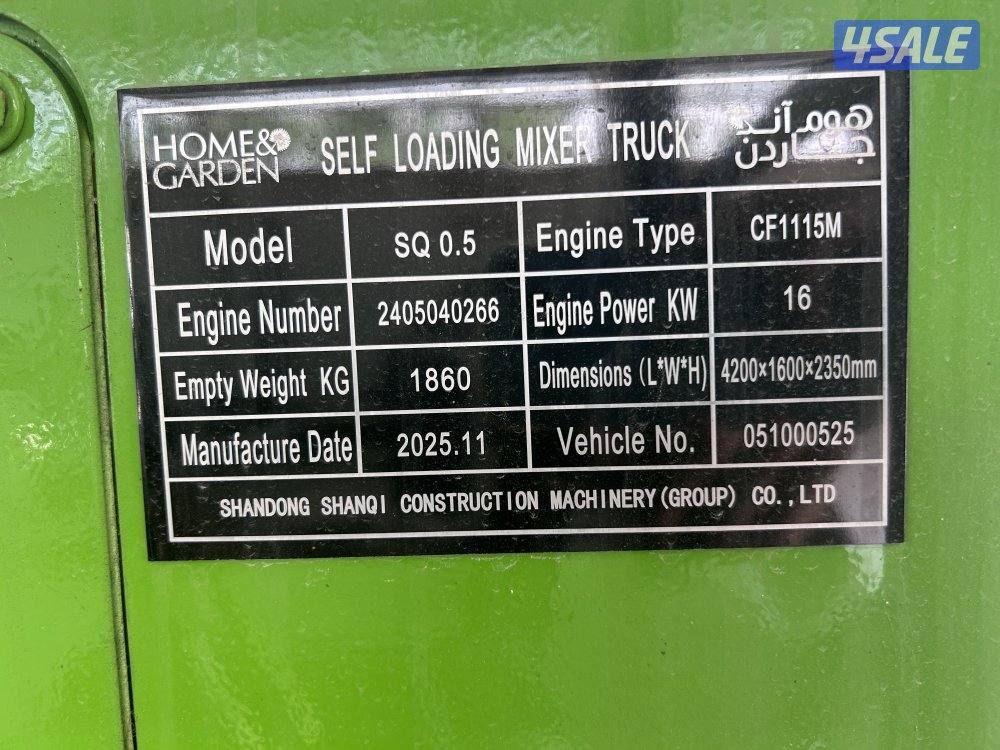 4SALE
HOME&
GARDEN
SELF LOADING MIXER TRUCK
هوم آند
جاردن
Model SQ 0.5 Engine Type CF1115M
Engine Number 2405040266 Engine Power KW 16
Empty Weight KG 1860 Dimensions (L*W*H) 4200×1600×2350mm
Manufacture Date 2025.11 Vehicle No. 051000525
SHANDONG SHANQI CONSTRUCTION MACHINERY(GROUP) CO.,LTD